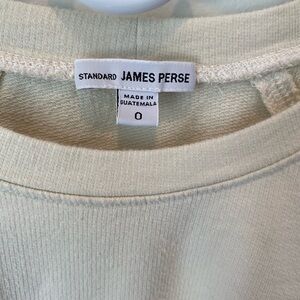 STANDARD JAMES PERSE
MADE IN
GUATEMALA
0